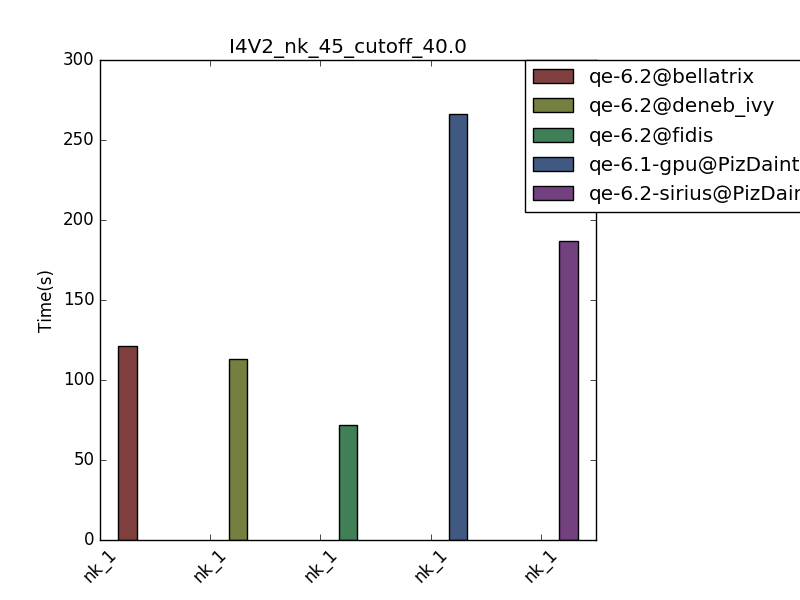 I4V2_nk_45_cutoff_40.0
300
250
200
150
100
50
0
Time(s)
qe-6.2@bellatrix
qe-6.2@deneb_ivy
qe-6.2@fidis
qe-6.1-gpu@PizDaint
qe-6.2-sirius@PizDain
nk_1
nk_1
nk_1
nk_1
nk_1